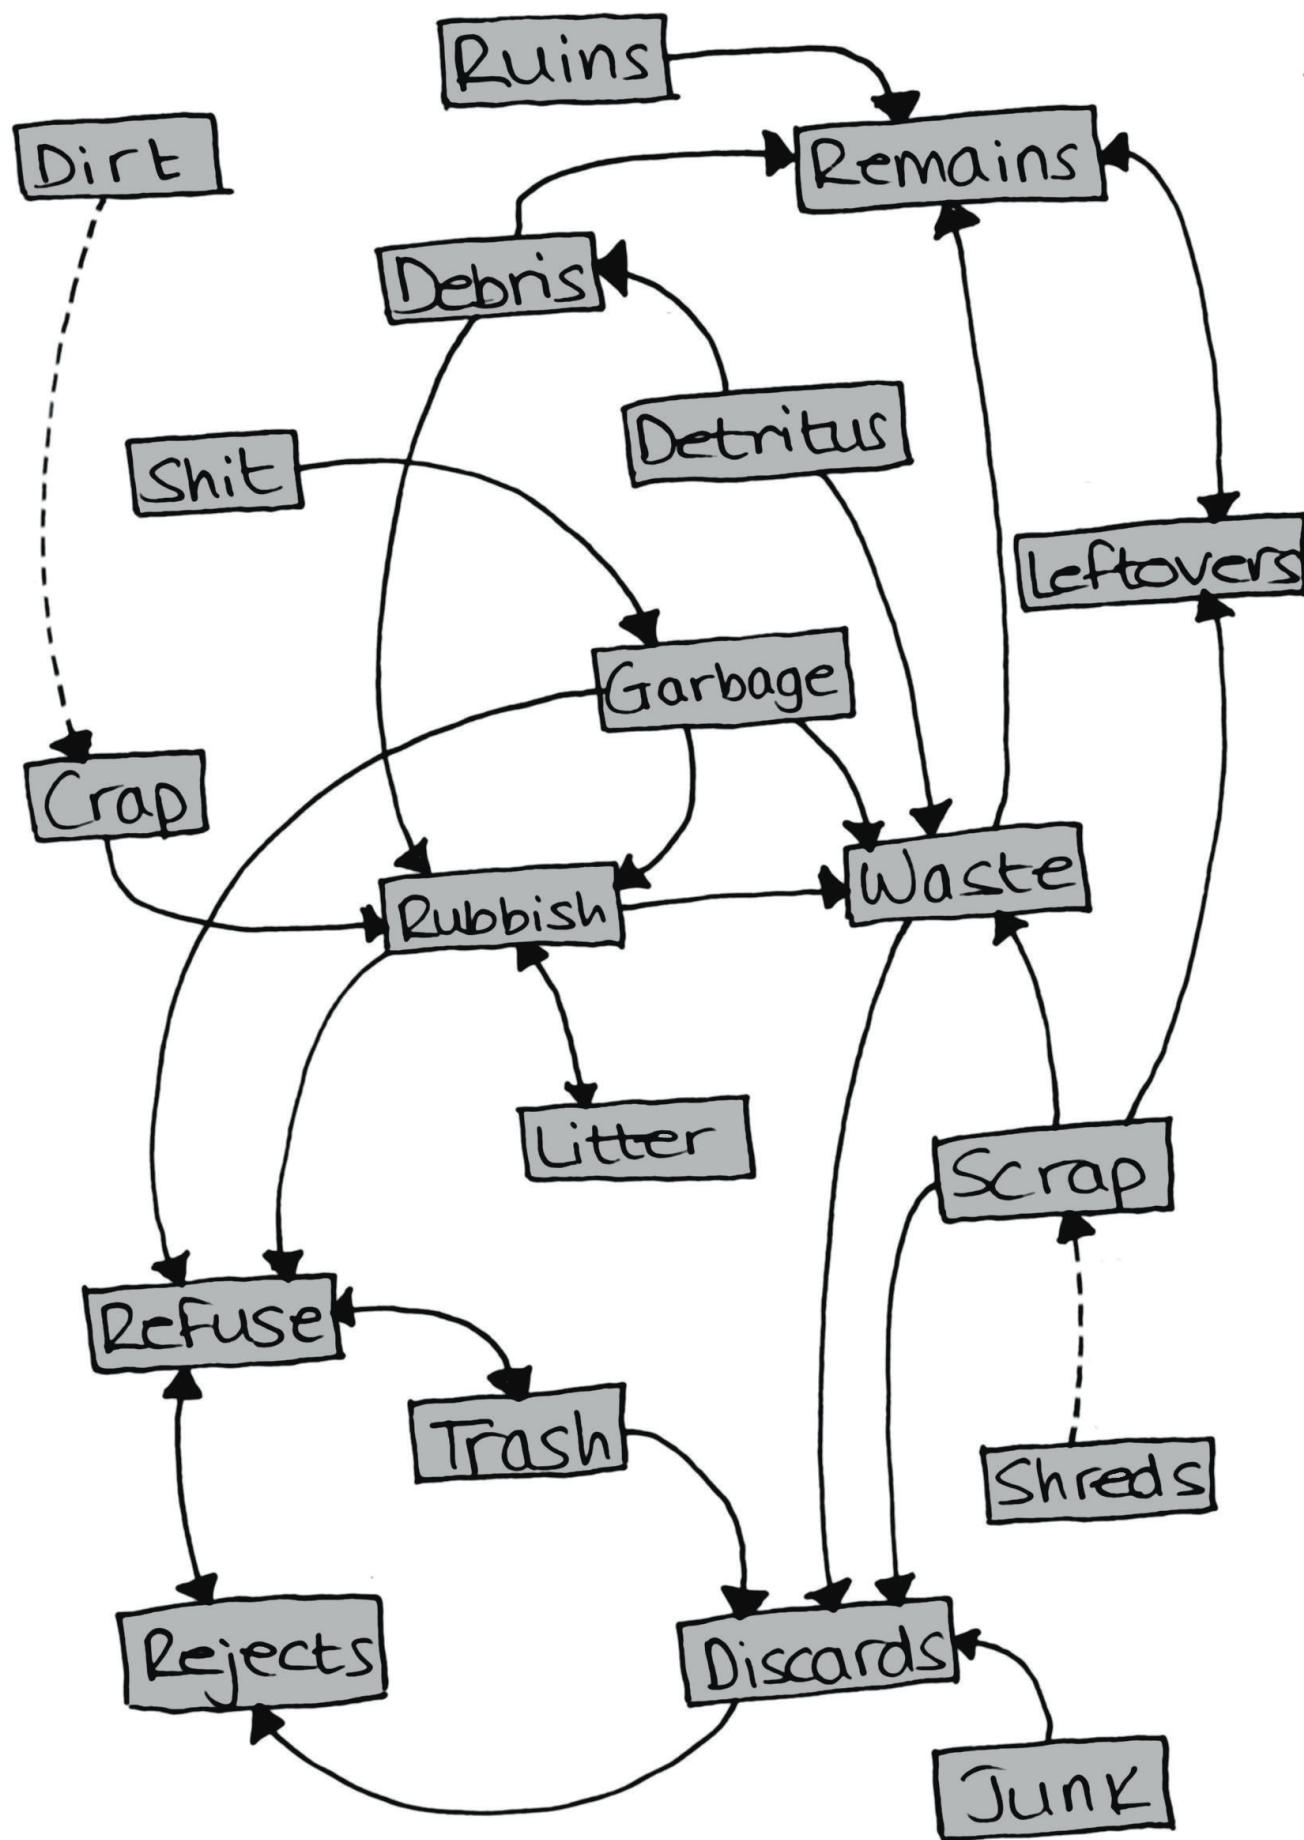 Ruins
Dirt
Remains
Debris
Detritus
Shit
Leftovers
Garbage
Crap
Waste
Rubbish
Litter
Scrap
Refuse
Trash
Shreds
Rejects
Discards
Junk